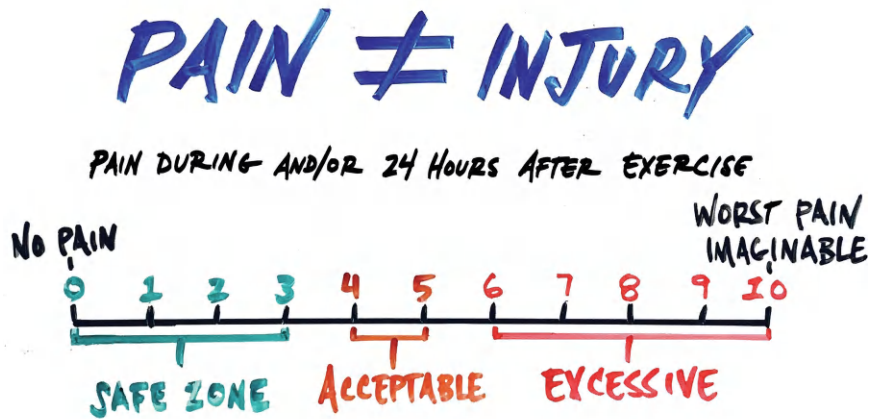 PAIN ≠ INJURY
PAIN DURING AND/OR 24 HOURS AFTER EXERCISE
NO PAIN
WORST PAIN
IMAGINABLE
0 1 2 3 4 5 6 7 8 9 10
SAFE ZONE ACCEPTABLE EXCESSIVE